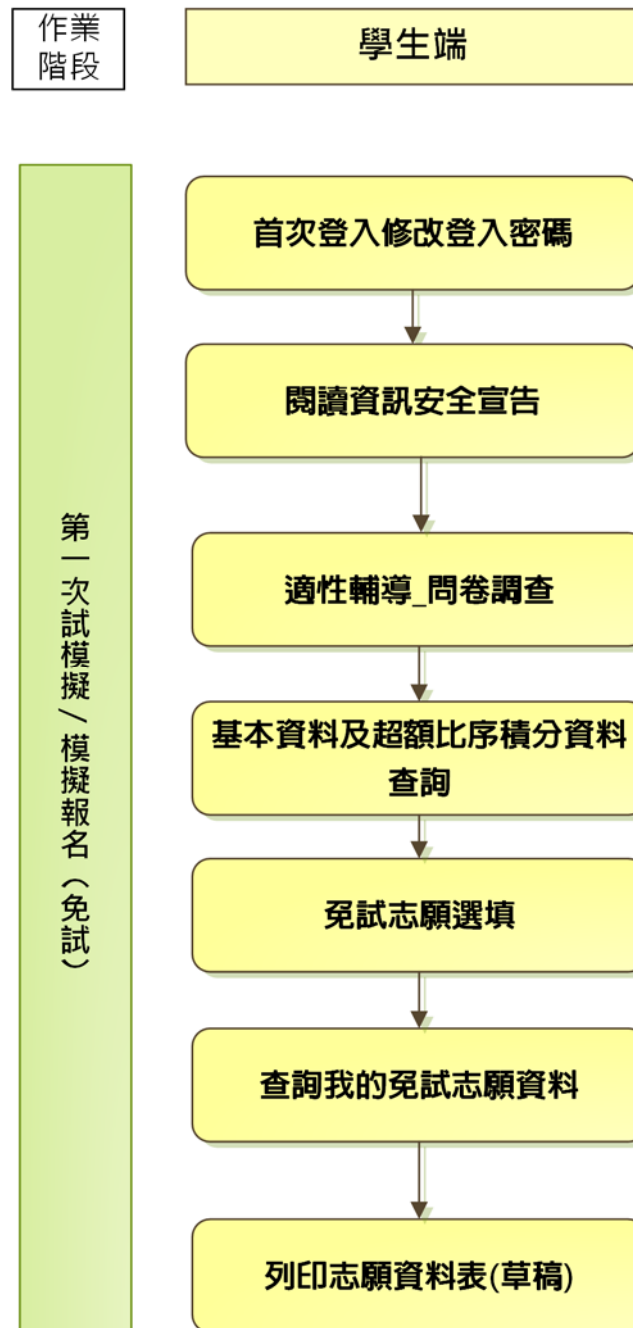 作業
階段
學生端
第一次試模擬／模擬報名（免試）
首次登入修改登入密碼
閱讀資訊安全宣告
適性輔導_問卷調查
基本資料及超額比序積分資料
查詢
免試志願選填
查詢我的免試志願資料
列印志願資料表(草稿)